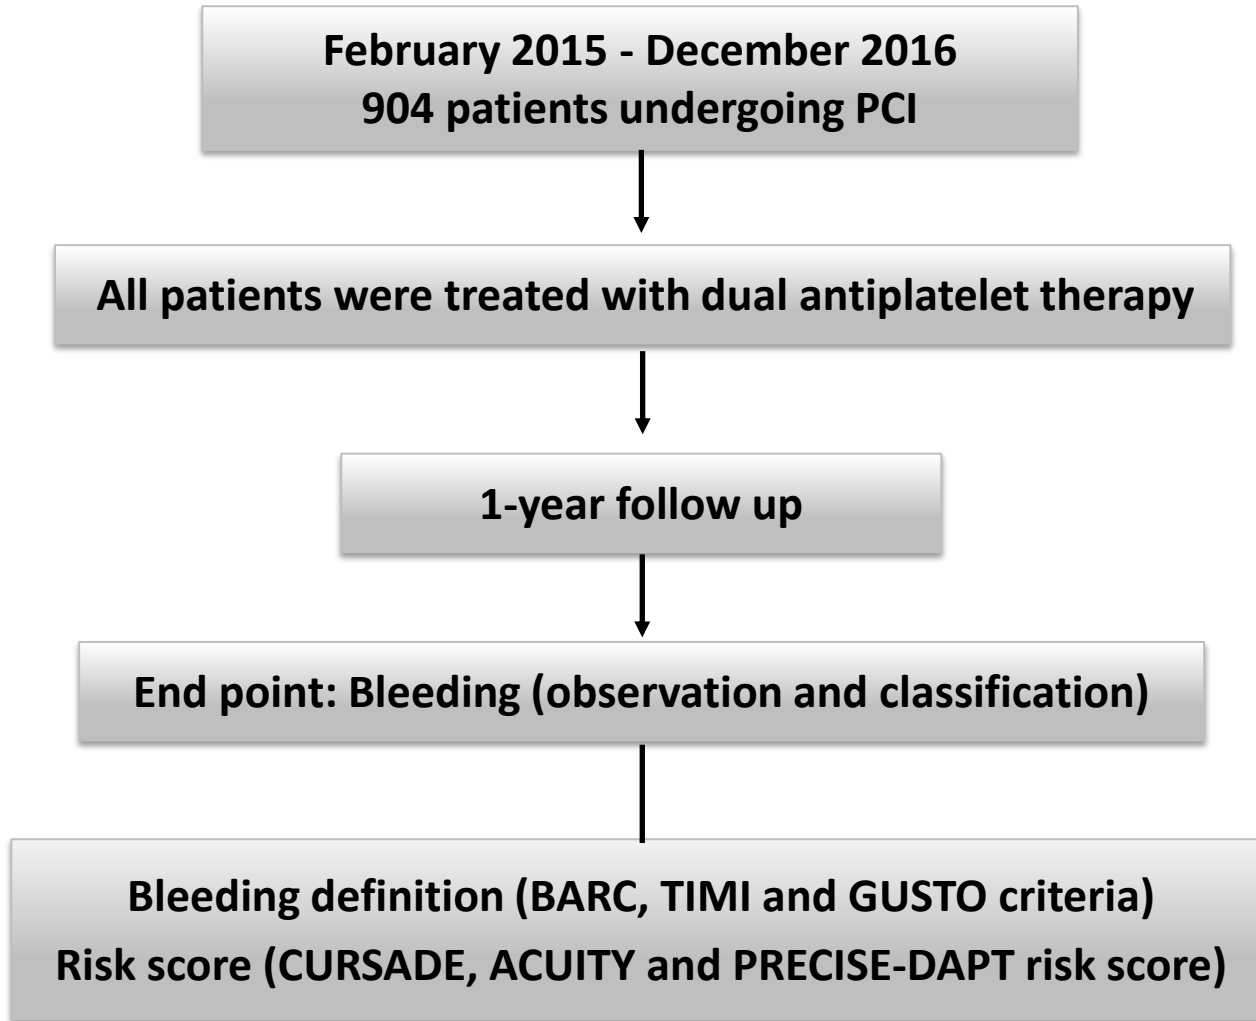 February 2015 - December 2016
904 patients undergoing PCI
All patients were treated with dual antiplatelet therapy
1-year follow up
End point: Bleeding (observation and classification)
Bleeding definition (BARC, TIMI and GUSTO criteria)
Risk score (CURSADE, ACUITY and PRECISE-DAPT risk score)